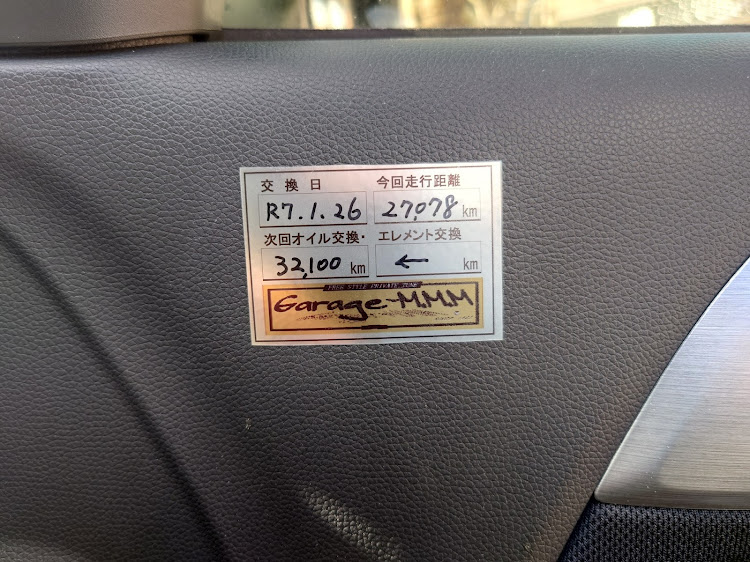 交換日 今回走行距離
R7.1.26 27,078 km
次回オイル交換・エレメント交換
32,100 km ← km
FREE STYLE PRIVATE TUNE
Garage-M.M.M